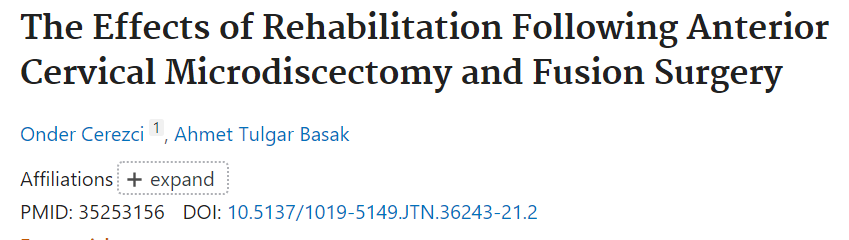 The Effects of Rehabilitation Following Anterior
Cervical Microdiscectomy and Fusion Surgery
Onder Cerezci 1, Ahmet Tulgar Basak
Affiliations + expand
PMID: 35253156 DOI: 10.5137/1019-5149.JTN.36243-21.2